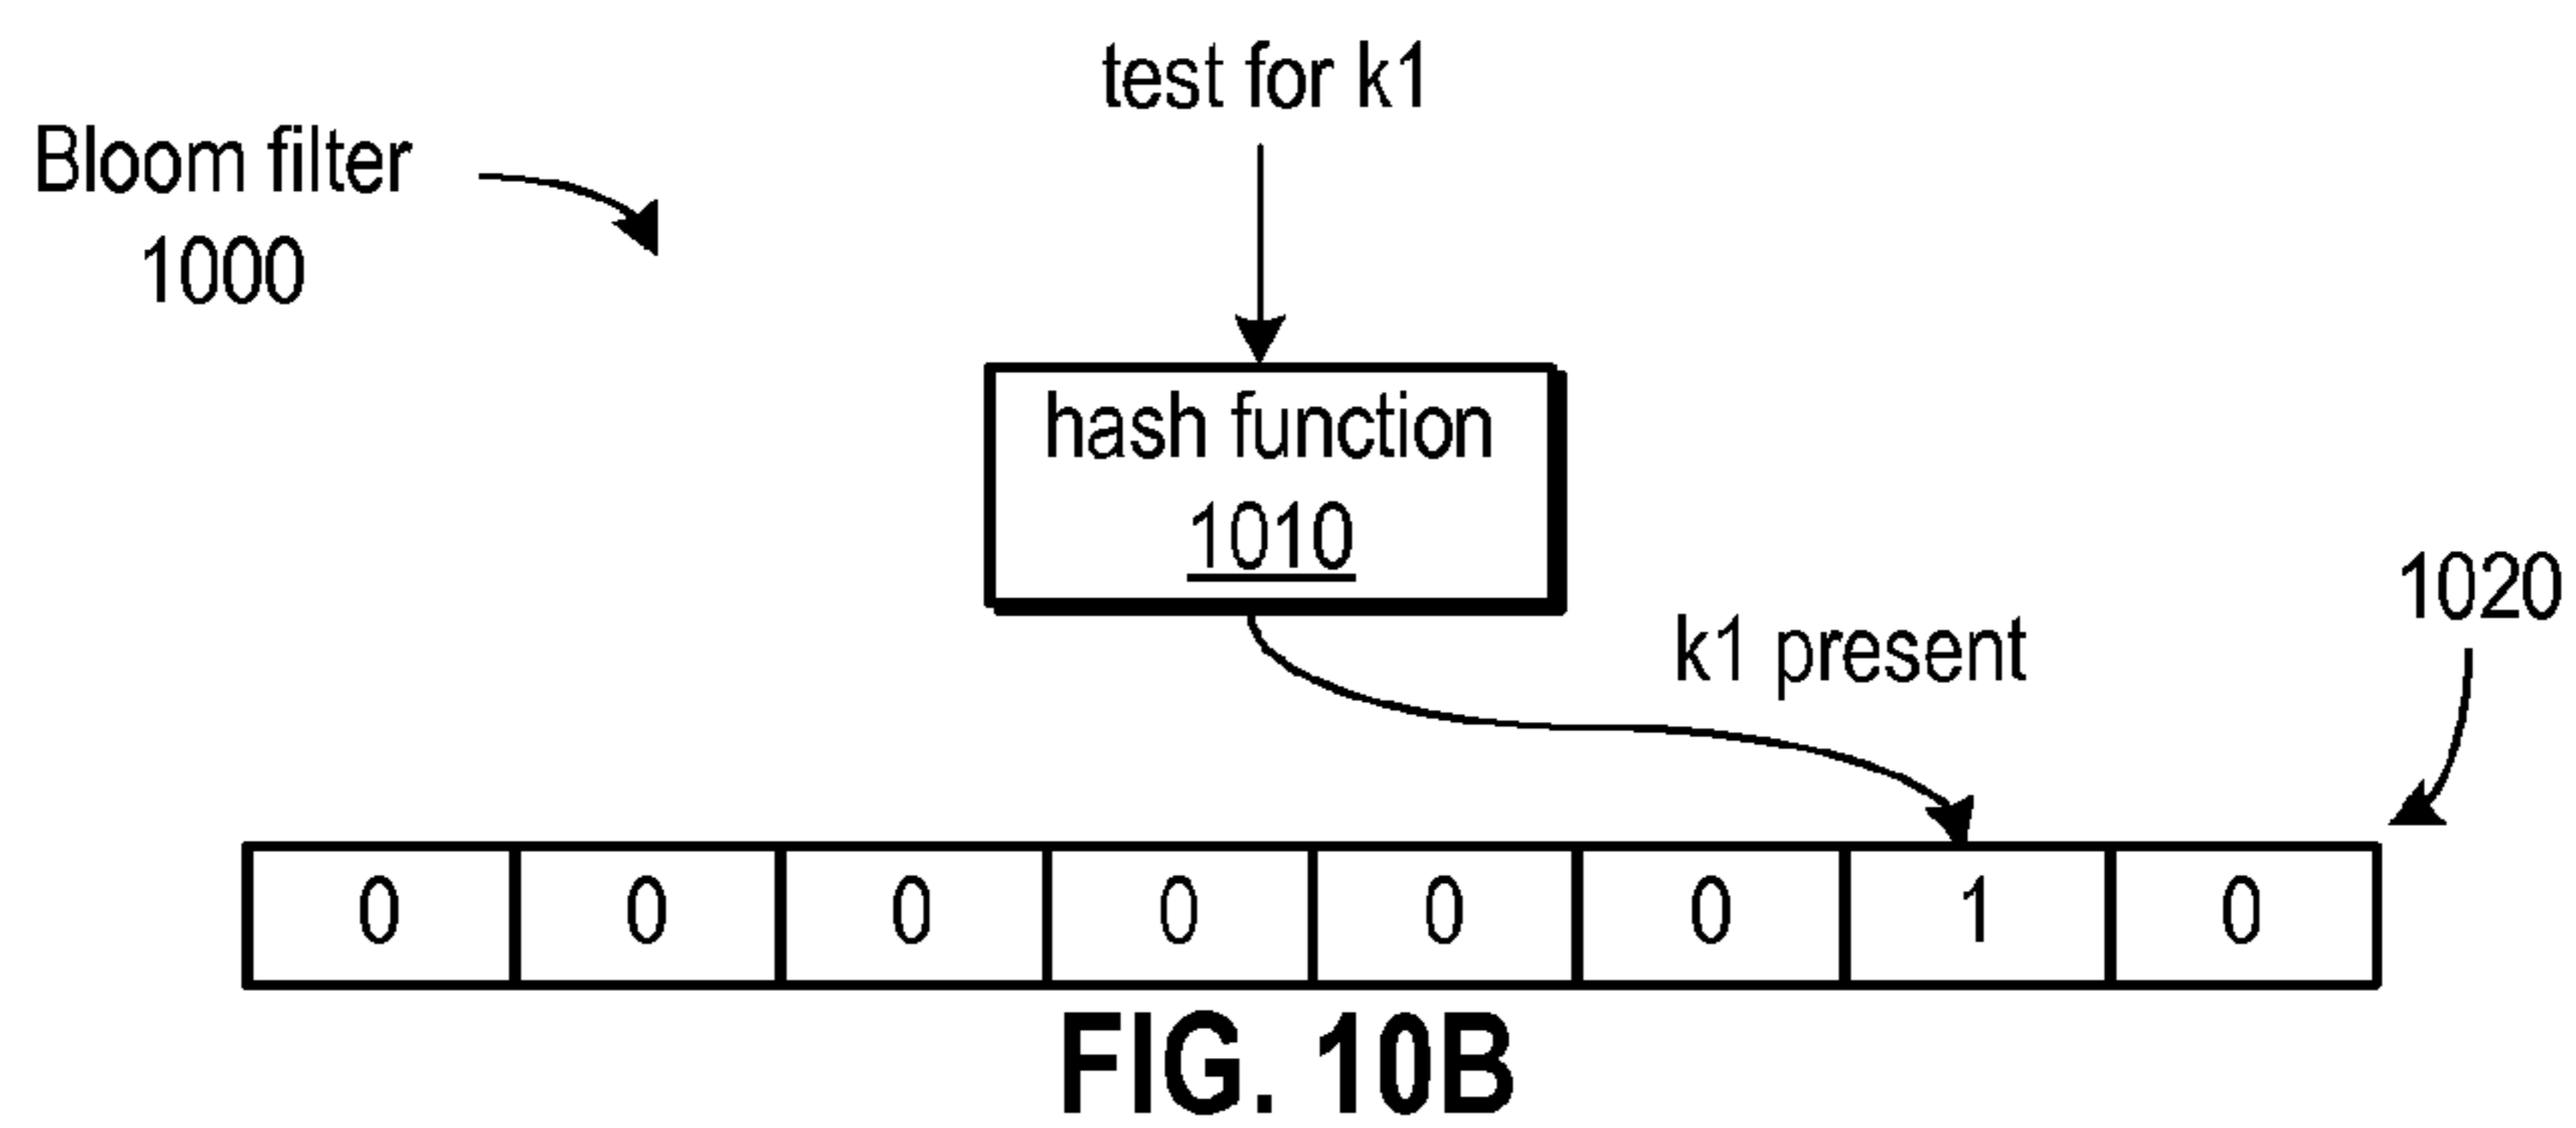 test for k1
Bloom filter
1000
hash function
1010
1020
k1 present
0 0 0 0 0 0 1 0
FIG. 10B